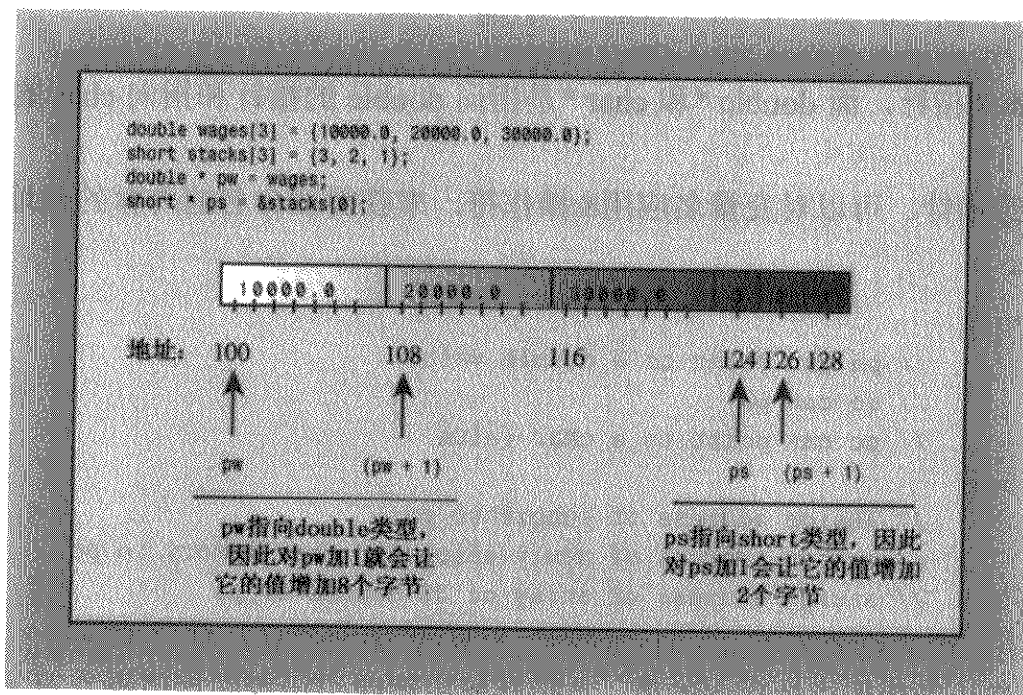 double wages[3] = {10000.0, 20000.0, 30000.0};
short stacks[3] = {3, 2, 1};
double * pw = wages;
short * ps = &stacks[0];
10000.0 20000.0 30000.0
地址: 100 108 116 124 126 128
pw (pw + 1) ps (ps + 1)
pw指向double类型，
因此对pw加1就会让
它的值增加8个字节
ps指向short类型，因此
对ps加1会让它的值增加
2个字节